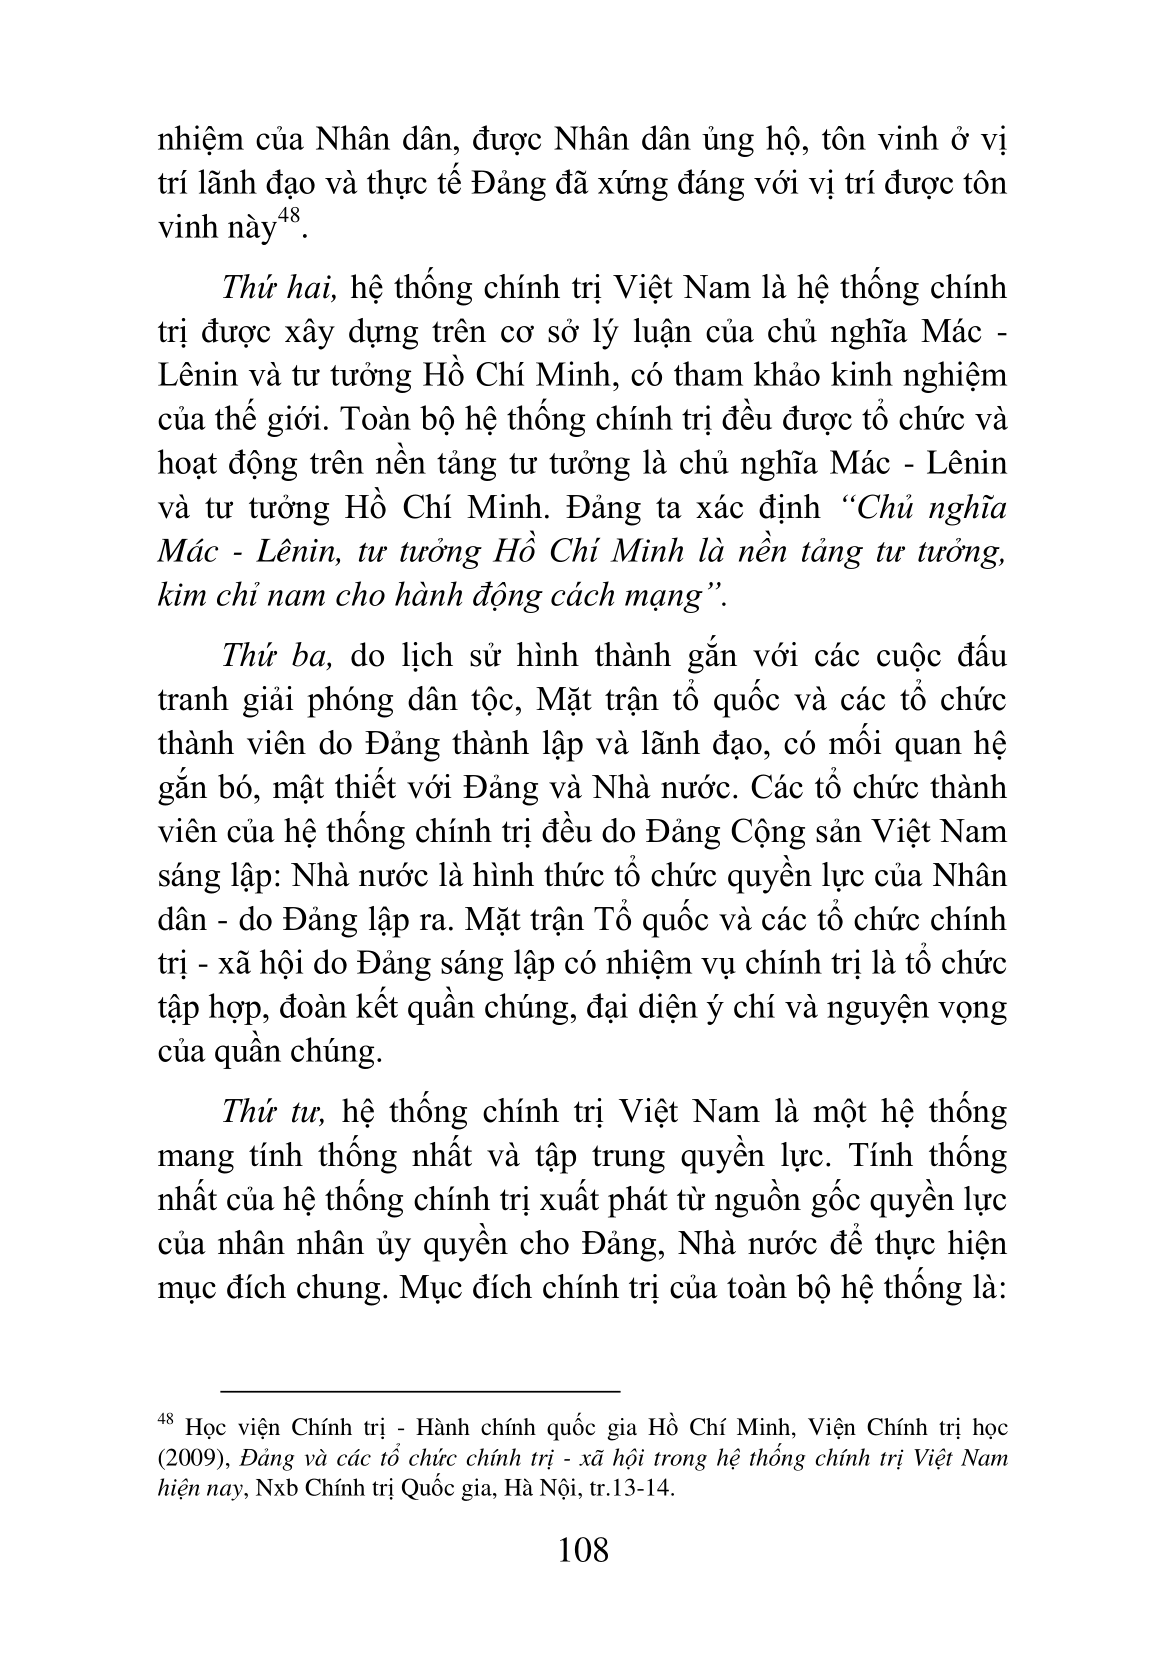 nhiệm của Nhân dân, được Nhân dân ủng hộ, tôn vinh ở vị
trí lãnh đạo và thực tế Đảng đã xứng đáng với vị trí được tôn
vinh này48.
Thứ hai, hệ thống chính trị Việt Nam là hệ thống chính
trị được xây dựng trên cơ sở lý luận của chủ nghĩa Mác -
Lênin và tư tưởng Hồ Chí Minh, có tham khảo kinh nghiệm
của thế giới. Toàn bộ hệ thống chính trị đều được tổ chức và
hoạt động trên nền tảng tư tưởng là chủ nghĩa Mác - Lênin
và tư tưởng Hồ Chí Minh. Đảng ta xác định “Chủ nghĩa
Mác - Lênin, tư tưởng Hồ Chí Minh là nền tảng tư tưởng,
kim chỉ nam cho hành động cách mạng”.
Thứ ba, do lịch sử hình thành gắn với các cuộc đấu
tranh giải phóng dân tộc, Mặt trận tổ quốc và các tổ chức
thành viên do Đảng thành lập và lãnh đạo, có mối quan hệ
gắn bó, mật thiết với Đảng và Nhà nước. Các tổ chức thành
viên của hệ thống chính trị đều do Đảng Cộng sản Việt Nam
sáng lập: Nhà nước là hình thức tổ chức quyền lực của Nhân
dân - do Đảng lập ra. Mặt trận Tổ quốc và các tổ chức chính
trị - xã hội do Đảng sáng lập có nhiệm vụ chính trị là tổ chức
tập hợp, đoàn kết quần chúng, đại diện ý chí và nguyện vọng
của quần chúng.
Thứ tư, hệ thống chính trị Việt Nam là một hệ thống
mang tính thống nhất và tập trung quyền lực. Tính thống
nhất của hệ thống chính trị xuất phát từ nguồn gốc quyền lực
của nhân nhân ủy quyền cho Đảng, Nhà nước để thực hiện
mục đích chung. Mục đích chính trị của toàn bộ hệ thống là:
48 Học viện Chính trị - Hành chính quốc gia Hồ Chí Minh, Viện Chính trị học
(2009), Đảng và các tổ chức chính trị - xã hội trong hệ thống chính trị Việt Nam
hiện nay, Nxb Chính trị Quốc gia, Hà Nội, tr.13-14.
108